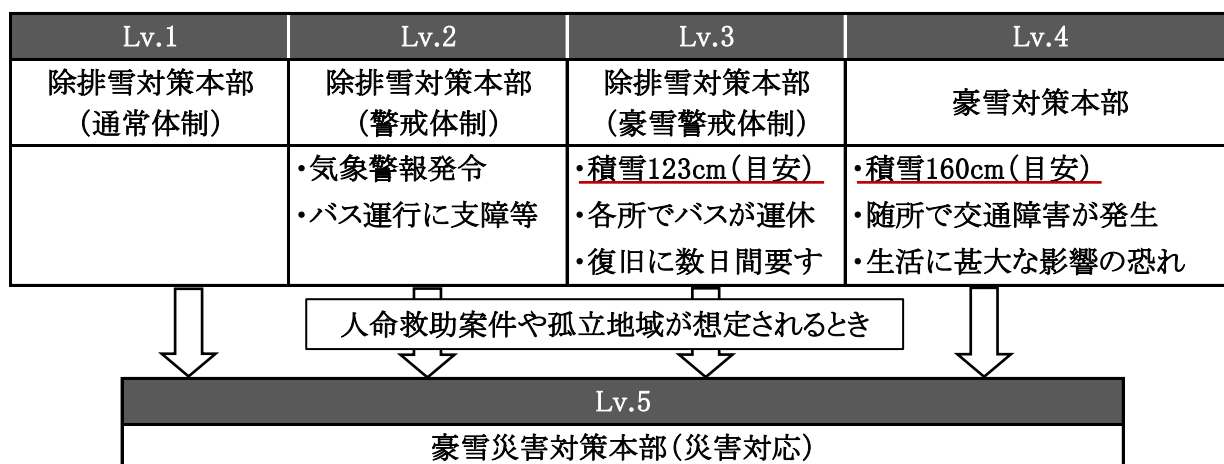 Lv.1
Lv.2
Lv.3
Lv.4
除排雪対策本部
(通常体制)
除排雪対策本部
(警戒体制)
除排雪対策本部
(豪雪警戒体制)
豪雪対策本部
・気象警報発令
・バス運行に支障等
・積雪123cm(目安)
・各所でバスが運休
・復旧に数日間要す
・積雪160cm(目安)
・随所で交通障害が発生
・生活に甚大な影響の恐れ
人命救助案件や孤立地域が想定されるとき
Lv.5
豪雪災害対策本部(災害対応)